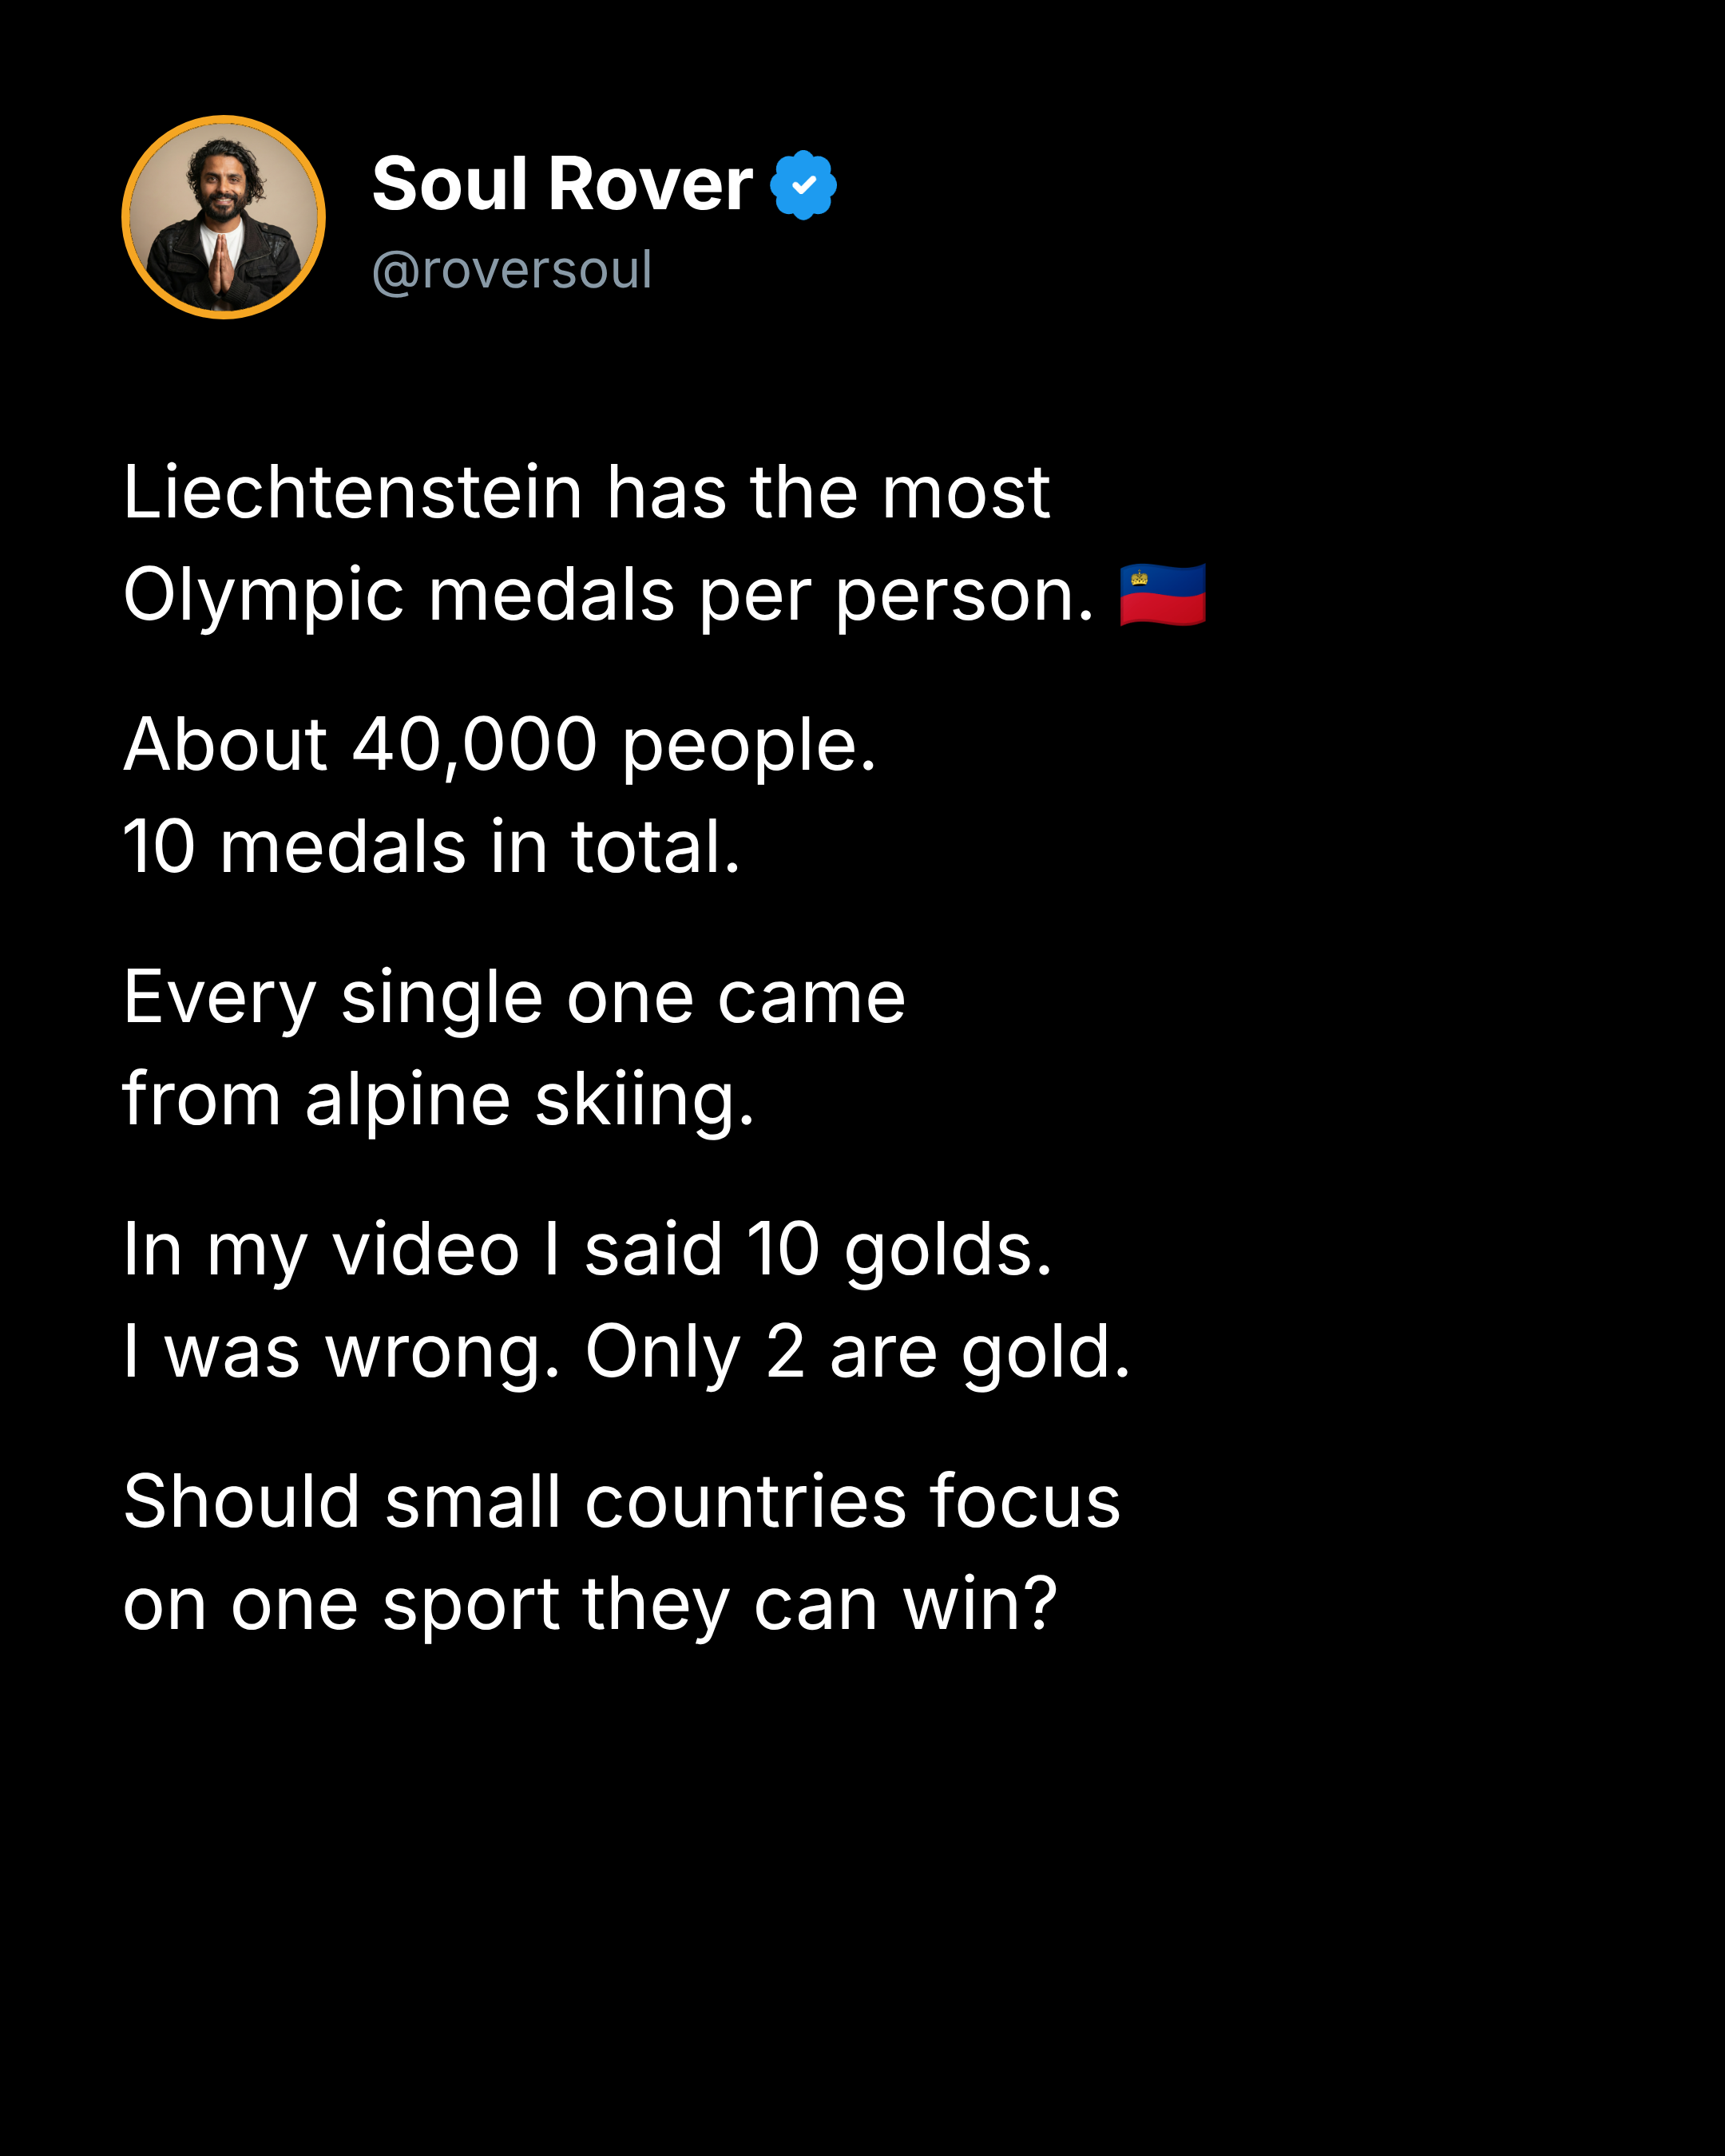 Soul Rover
@roversoul
Liechtenstein has the most
Olympic medals per person. 🇱🇮
About 40,000 people.
10 medals in total.
Every single one came
from alpine skiing.
In my video I said 10 golds.
I was wrong. Only 2 are gold.
Should small countries focus
on one sport they can win?